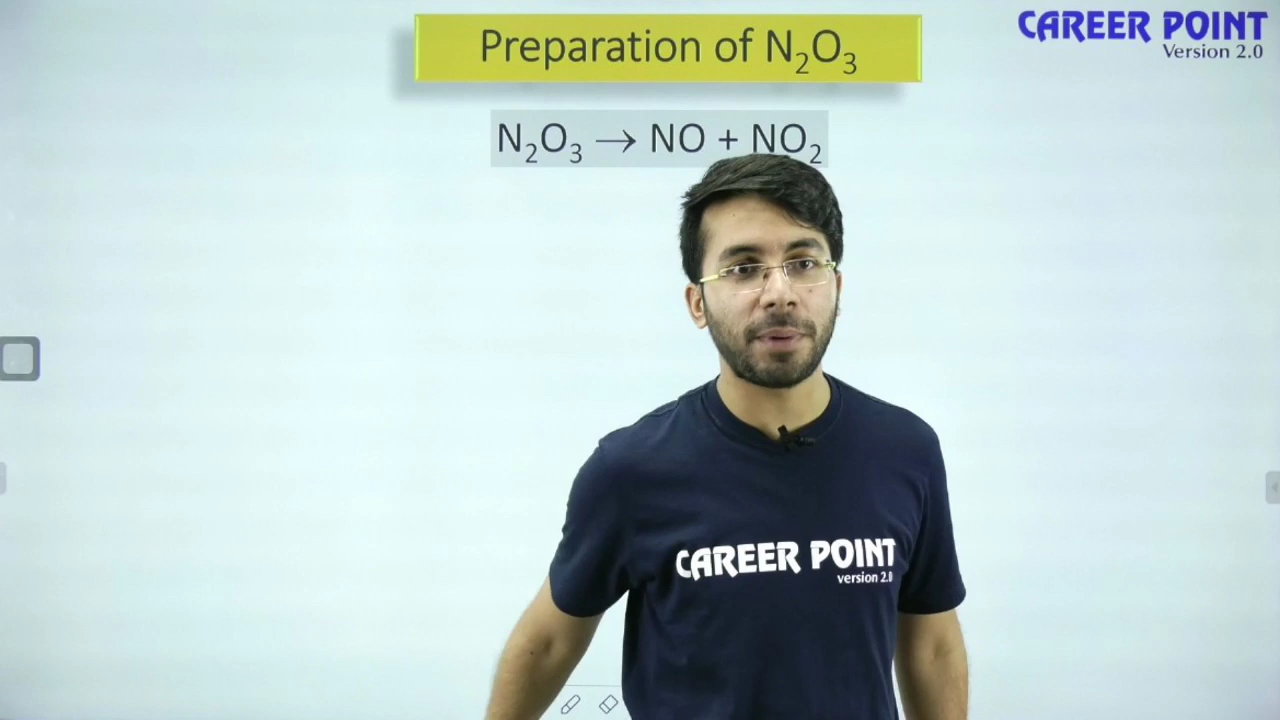 Preparation of N₂O₃
CAREER POINT
Version 2.0
N₂O₃ → NO + NO₂
CAREER POINT
version 2.0